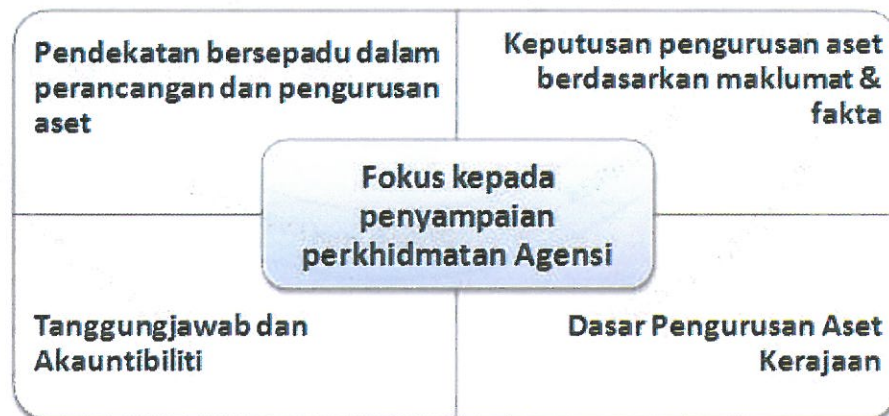 Pendekatan bersepadu dalam
perancangan dan pengurusan
aset
Keputusan pengurusan aset
berdasarkan maklumat &
fakta
Fokus kepada
penyampaian
perkhidmatan Agensi
Tanggungjawab dan
Akauntibiliti
Dasar Pengurusan Aset
Kerajaan